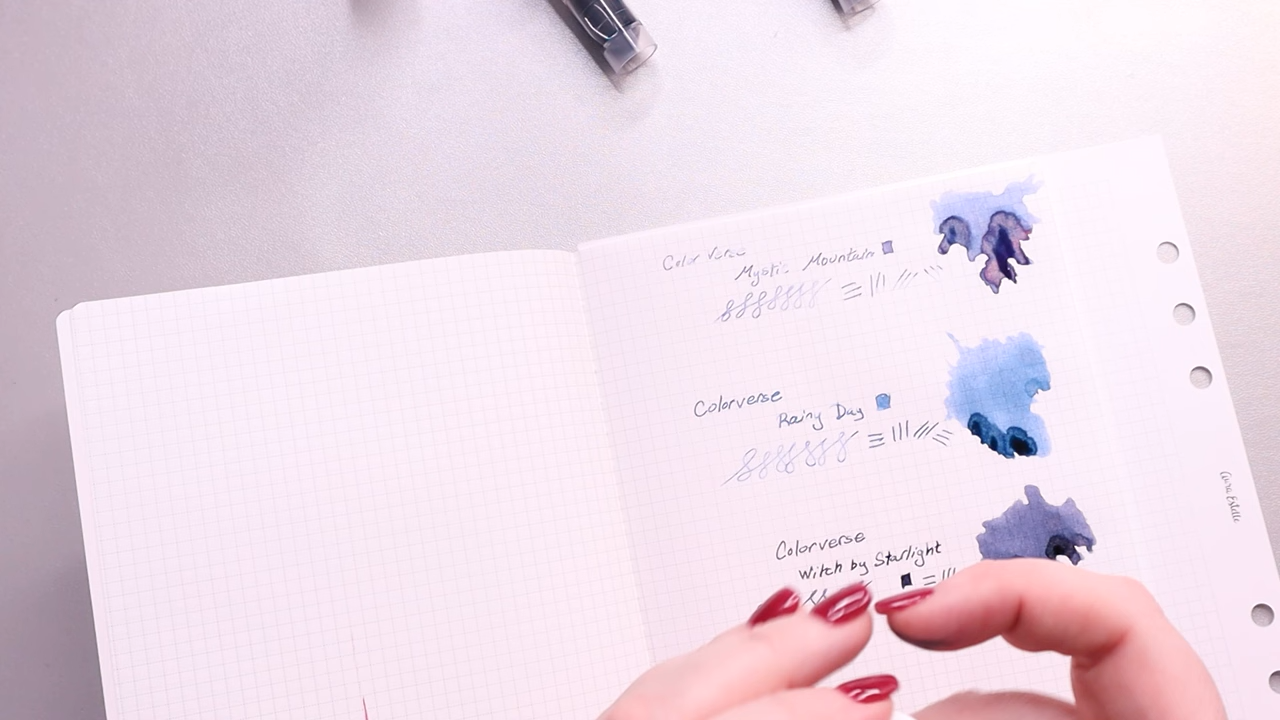 Color Verse
Mystic Mountain
Colorverse
Rainy Day
Colorverse
Witch by Starlight